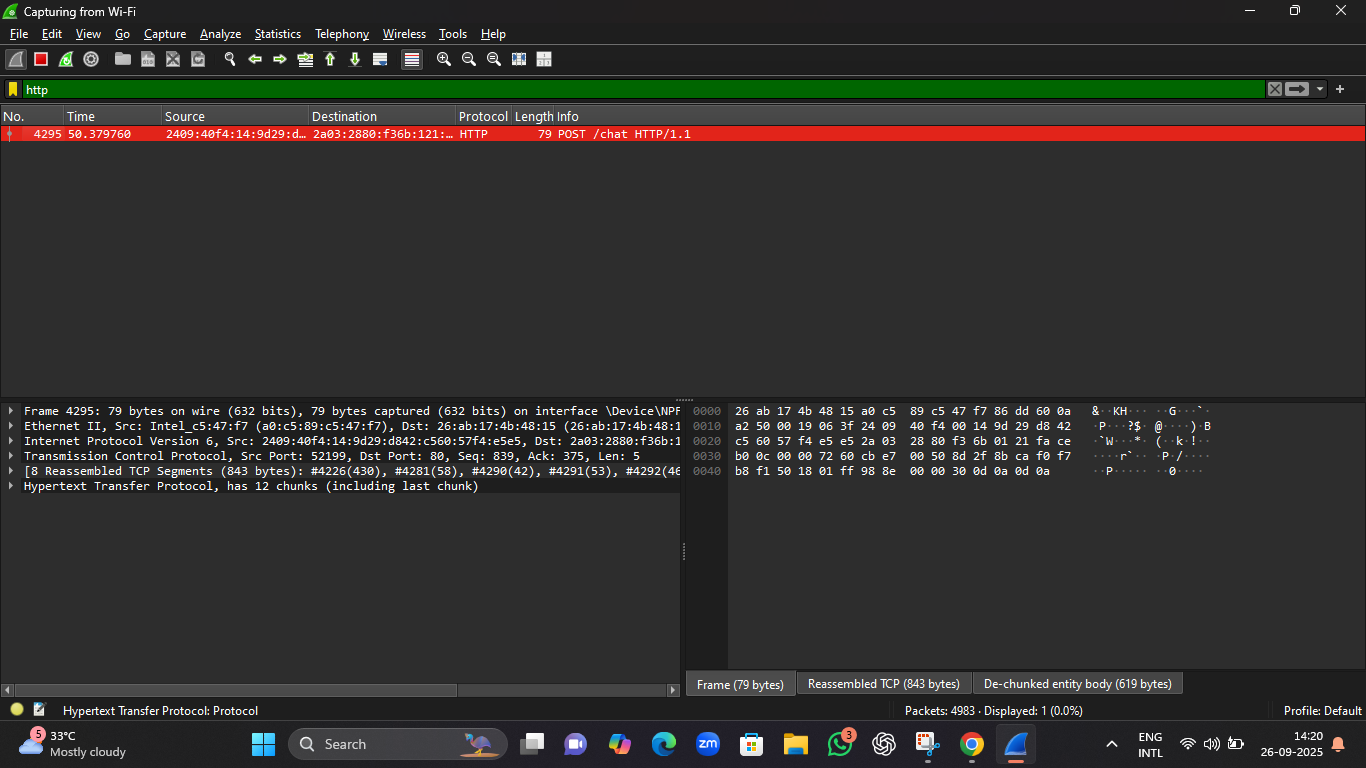 Capturing from Wi-Fi
File Edit View Go Capture Analyze Statistics Telephony Wireless Tools Help
http
No. Time Source Destination Protocol Length Info
4295 50.379760 2409:40f4:14:9d29:d… 2a03:2880:f36b:121:… HTTP 79 POST /chat HTTP/1.1
Frame 4295: 79 bytes on wire (632 bits), 79 bytes captured (632 bits) on interface \Device\NPF
Ethernet II, Src: Intel_c5:47:f7 (a0:c5:89:c5:47:f7), Dst: 26:ab:17:4b:48:15 (26:ab:17:4b:48:1
Internet Protocol Version 6, Src: 2409:40f4:14:9d29:d842:c560:57f4:e5e5, Dst: 2a03:2880:f36b:1
Transmission Control Protocol, Src Port: 52199, Dst Port: 80, Seq: 839, Ack: 375, Len: 5
[8 Reassembled TCP Segments (843 bytes): #4226(430), #4281(58), #4290(42), #4291(53), #4292(46
Hypertext Transfer Protocol, has 12 chunks (including last chunk)
0000 26 ab 17 4b 48 15 a0 c5 89 c5 47 f7 86 dd 60 0a &··KH··· ··G···`·
0010 a2 50 00 19 06 3f 24 09 40 f4 00 14 9d 29 d8 42 ·P···?$· @····)·B
0020 c5 60 57 f4 e5 e5 2a 03 28 80 f3 6b 01 21 fa ce ·`W···*· (··k·!··
0030 b0 0c 00 00 72 60 cb e7 00 50 8d 2f 8b ca f0 f7 ····r`·· ·P·/····
0040 b8 f1 50 18 01 ff 98 8e 00 00 30 0d 0a 0d 0a ··P····· ··0····
Frame (79 bytes) Reassembled TCP (843 bytes) De-chunked entity body (619 bytes)
Hypertext Transfer Protocol: Protocol
Packets: 4983 · Displayed: 1 (0.0%)
Profile: Default
5
33°C
Mostly cloudy
Search
zm
3
ENG
INTL
14:20
26-09-2025